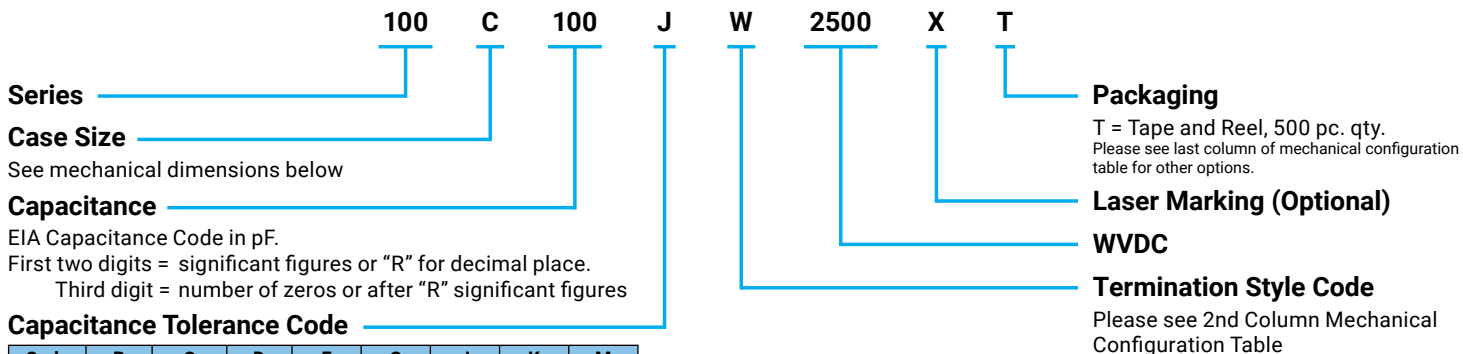 100 C 100 J W 2500 X T
Series
Case Size
See mechanical dimensions below
Capacitance
EIA Capacitance Code in pF.
First two digits = significant figures or “R” for decimal place.
Third digit = number of zeros or after “R” significant figures
Capacitance Tolerance Code
Packaging
T = Tape and Reel, 500 pc. qty.
Please see last column of mechanical configuration
table for other options.
Laser Marking (Optional)
WVDC
Termination Style Code
Please see 2nd Column Mechanical
Configuration Table